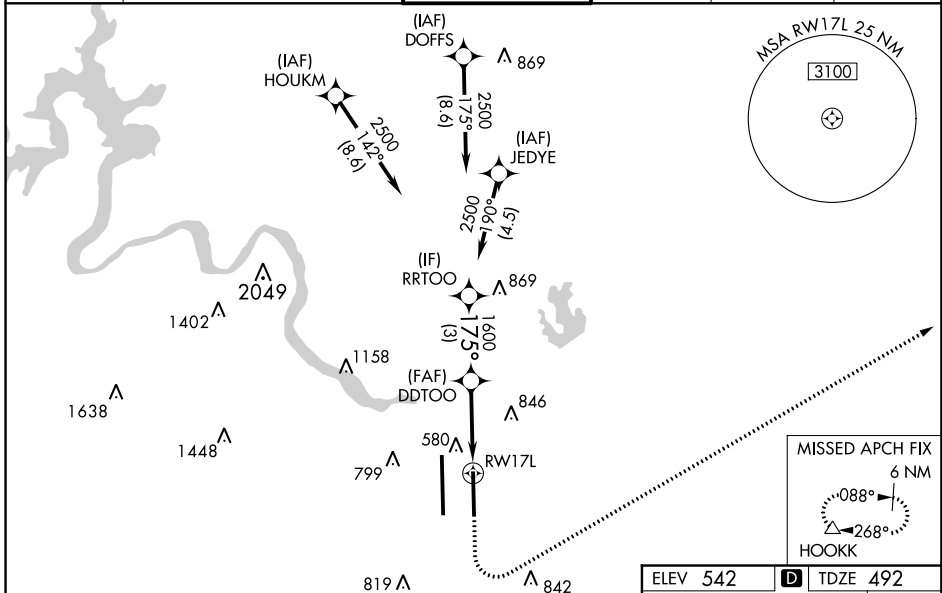 (IAF)
DOFFS
869
(IAF)
HOUKM
2500
175°
(8.6)
2500
142°
(8.6)
MSA RW17L 25 NM
3100
(IAF)
JEDYE
2500
190°
(4.5)
(IF)
RRTOO
869
2049
1402
1600
175°
(3)
1158
(FAF)
DDTOO
1638
846
1448
580
799
RW17L
MISSED APCH FIX
6 NM
088°
268°
HOOKK
819
842
ELEV 542 D TDZE 492